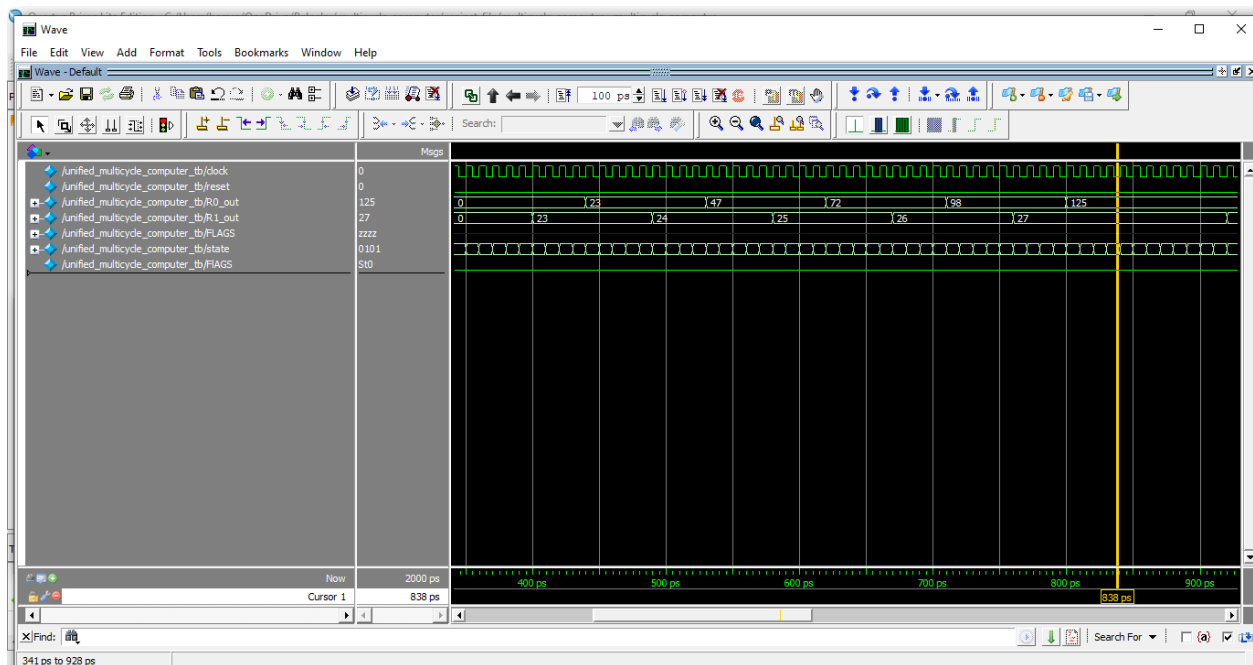 Wave
File Edit View Add Format Tools Bookmarks Window Help
Wave - Default
100 ps
Search:
Msgs
/unified_multicycle_computer_tb/clock 0
/unified_multicycle_computer_tb/reset 0
/unified_multicycle_computer_tb/R0_out 125 0 23 47 72 98 125
/unified_multicycle_computer_tb/R1_out 27 0 23 24 25 26 27
/unified_multicycle_computer_tb/FLAGS zzzz
/unified_multicycle_computer_tb/state 0101
/unified_multicycle_computer_tb/FlAGS St0
Now 2000 ps 400 ps 500 ps 600 ps 700 ps 800 ps 900 ps
Cursor 1 838 ps 838 ps
Find: Search For {a}
341 ps to 928 ps